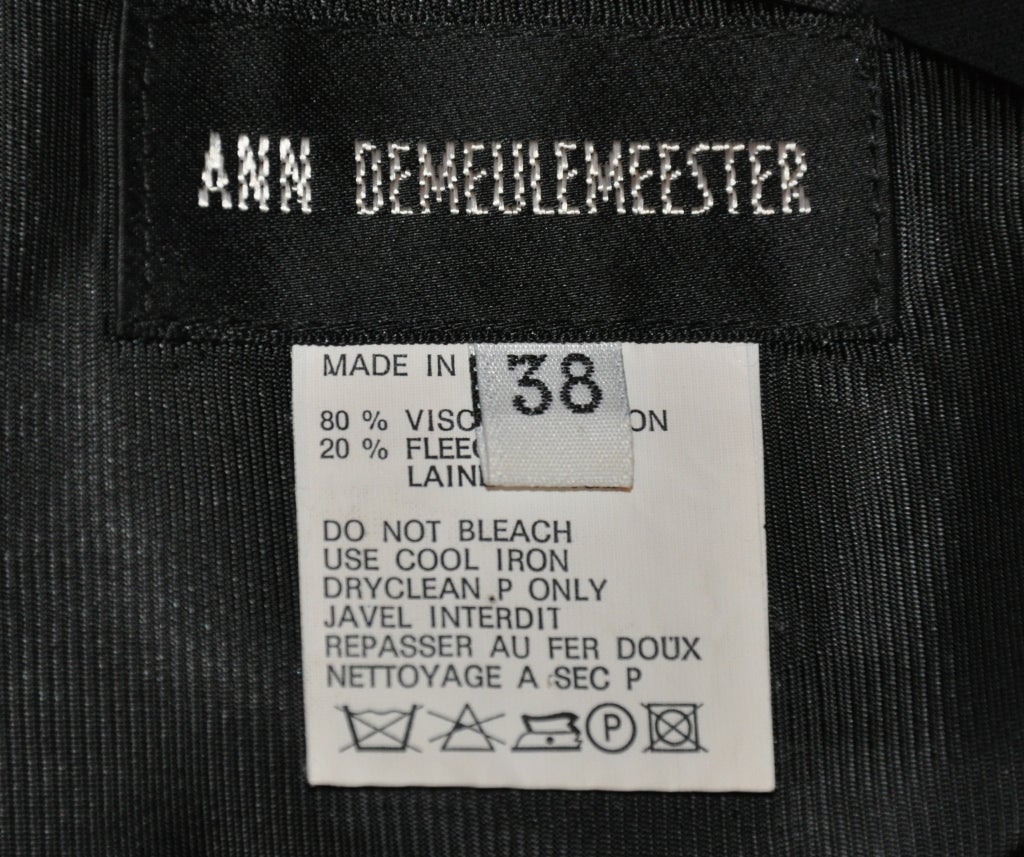 ANN DEMEULEMEESTER
MADE IN
38
80 %
20 %
DO NOT BLEACH
USE COOL IRON
DRYCLEAN P ONLY
JAVEL INTERDIT
REPASSER AU FER DOUX
NETTOYAGE A SEC P
P